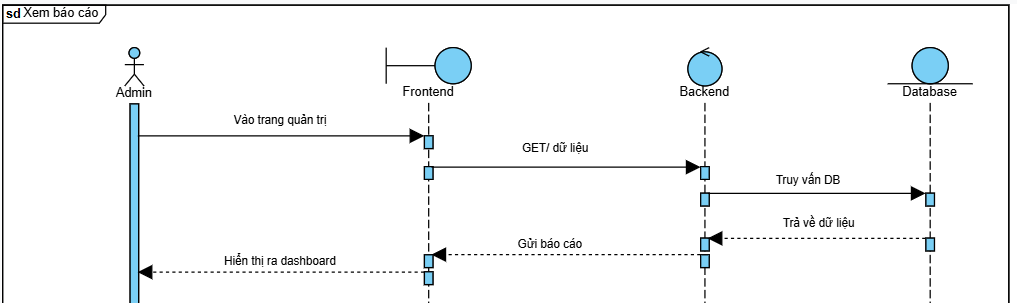 sd Xem báo cáo
Admin
Frontend
Backend
Database
Vào trang quản trị
GET/ dữ liệu
Truy vấn DB
Trả về dữ liệu
Gửi báo cáo
Hiển thị ra dashboard